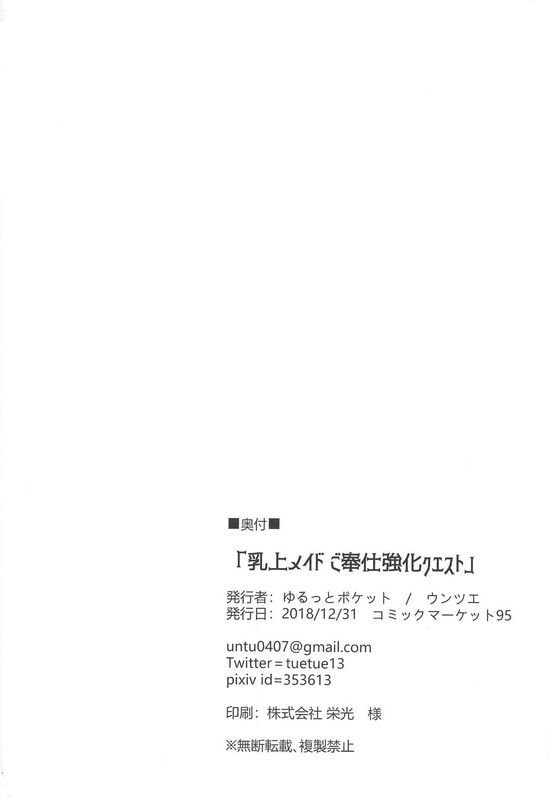 ■奥付■
「乳上メイド ご奉仕強化クエスト」
発行者：ゆるっとポケット / ウンツエ
発行日：2018/12/31 コミックマーケット95
untu0407@gmail.com
Twitter=tuetue13
pixiv id=353613
印刷：株式会社 栄光 様
※無断転載、複製禁止